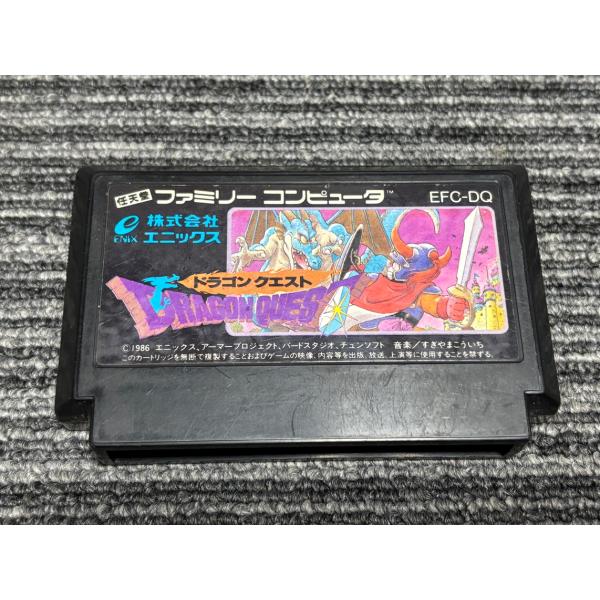 任天堂 ファミリー コンピュータ™ EFC-DQ
e ENIX 株式会社 エニックス
ドラゴン クエスト
DRAGON QUEST
©1986 エニックス、アーマープロジェクト、バードスタジオ、チュンソフト 音楽/すぎやまこういち
このカートリッジを無断で複製することおよびゲームの映像、内容等を出版、放送、上演等に使用することを禁ずる。